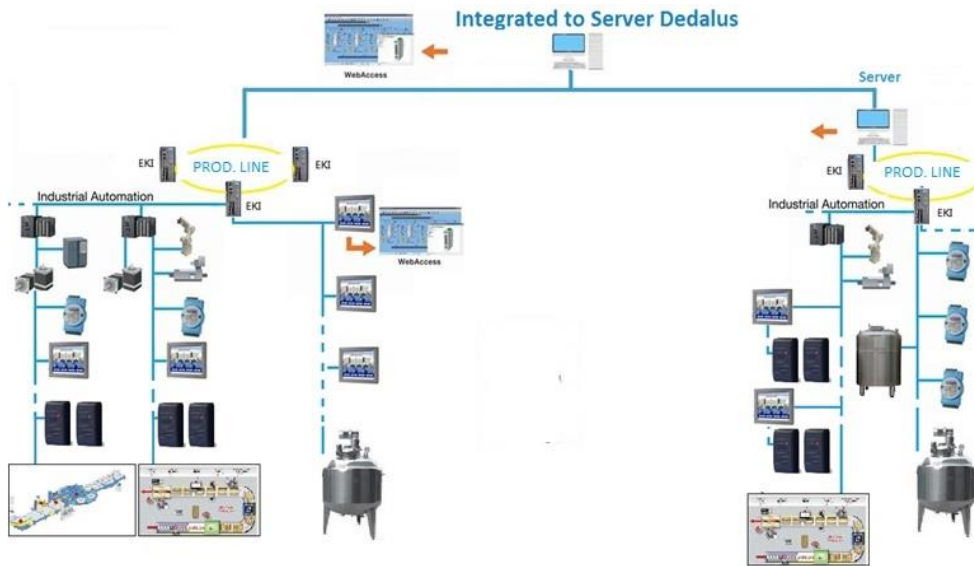 Integrated to Server Dedalus
WebAccess
Server
EKI
PROD. LINE
EKI
EKI
PROD. LINE
Industrial Automation
EKI
Industrial Automation
EKI
WebAccess